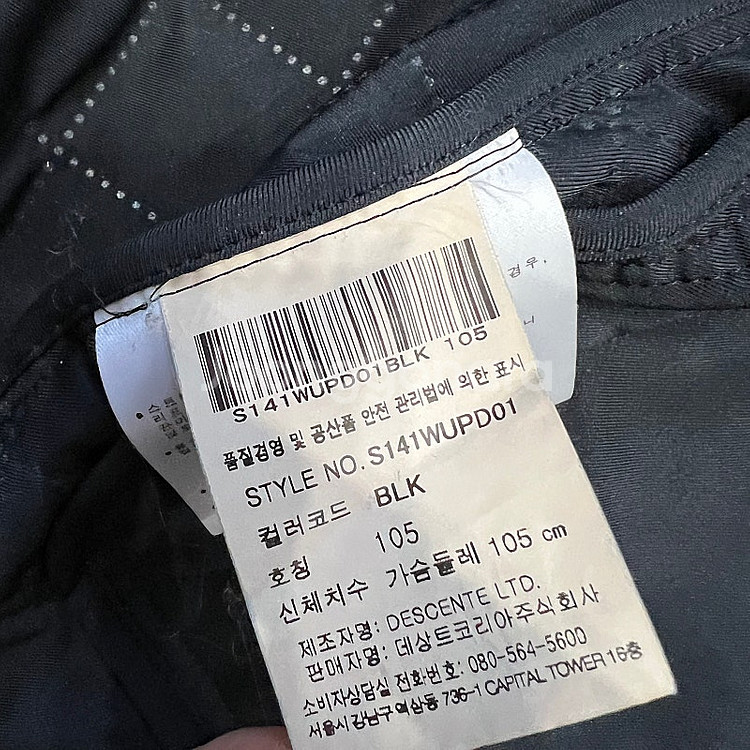 S141WUPD01BLK 105
품질경영 및 공산품 안전 관리법에 의한 표시
STYLE NO. S141WUPD01
컬러코드 BLK
호칭 105
신체치수 가슴둘레 105 cm
제조자명: DESCENTE LTD.
판매자명: 데상트코리아주식회사
소비자상담실 전화번호: 080-564-5600
서울시강남구역삼동 736-1 CAPITAL TOWER 16층
경우,
니